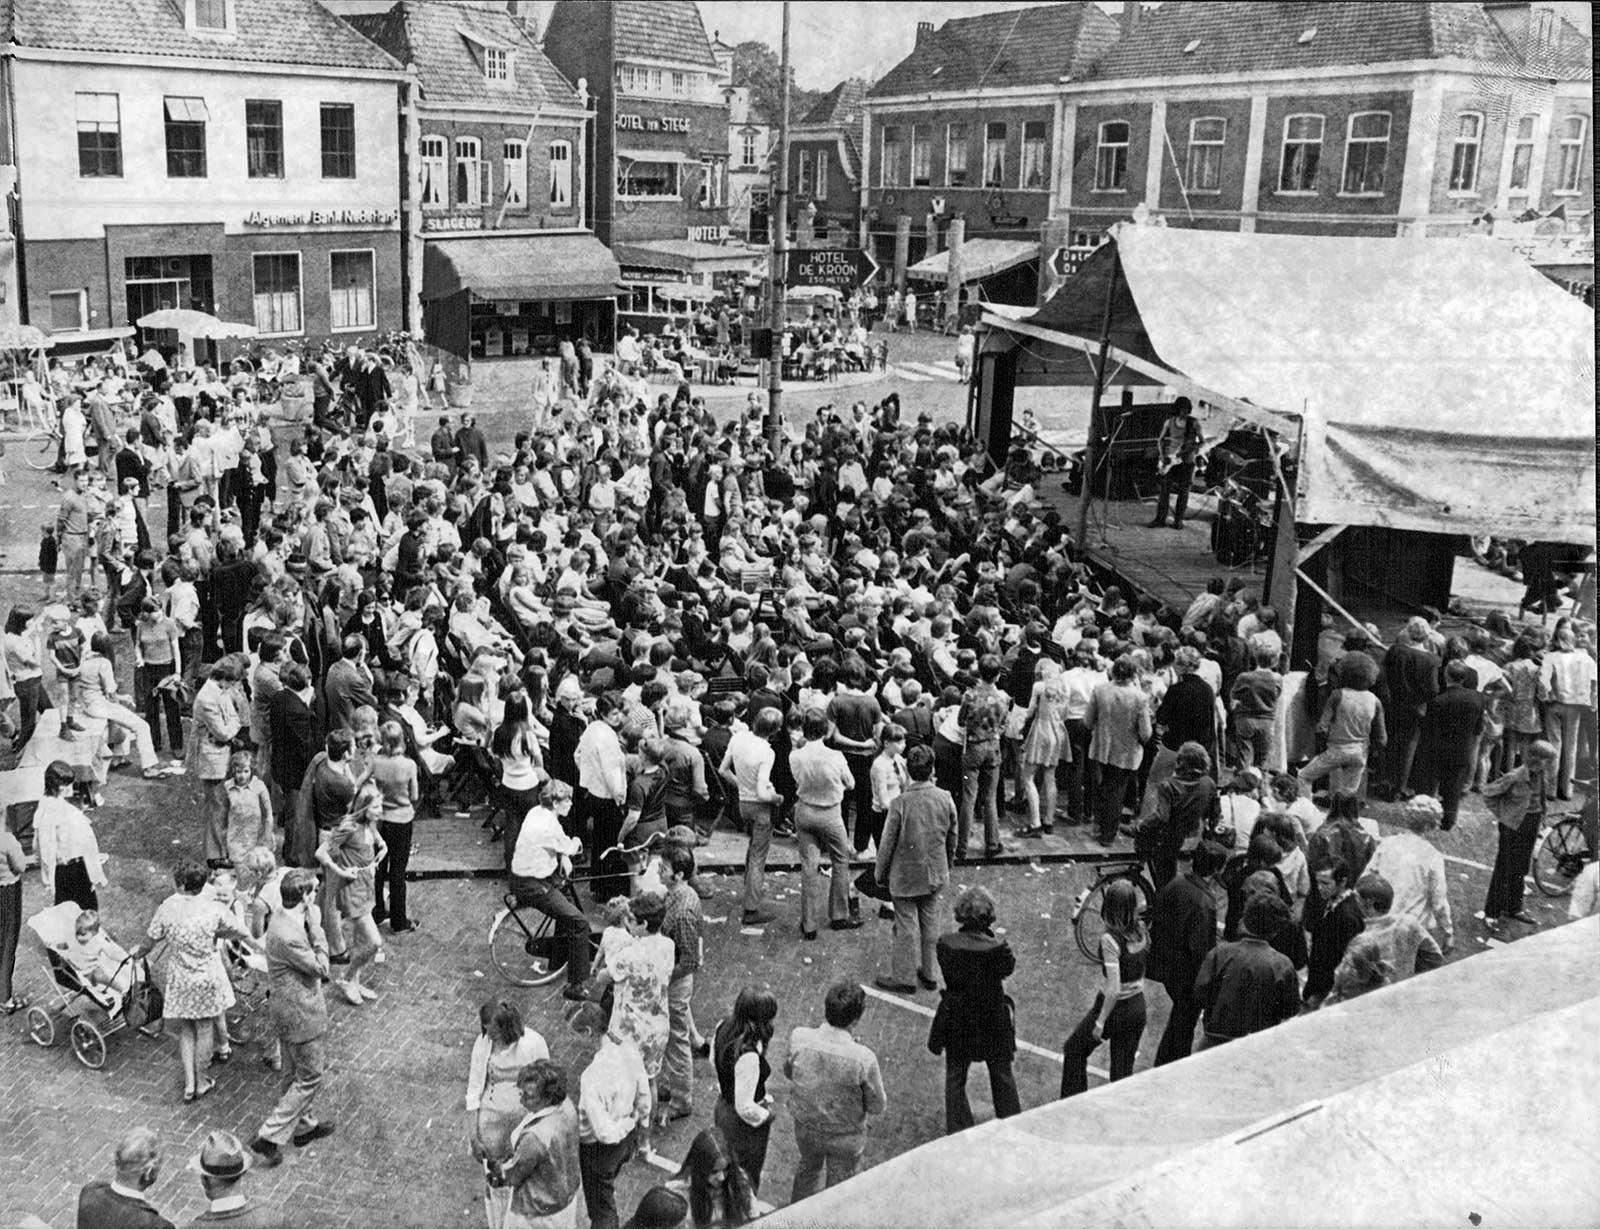 HOTEL TER STEGE
Algemene Bank Nederland
SLAGERIJ
HOTEL
HOTEL
DE KROON
250 METER